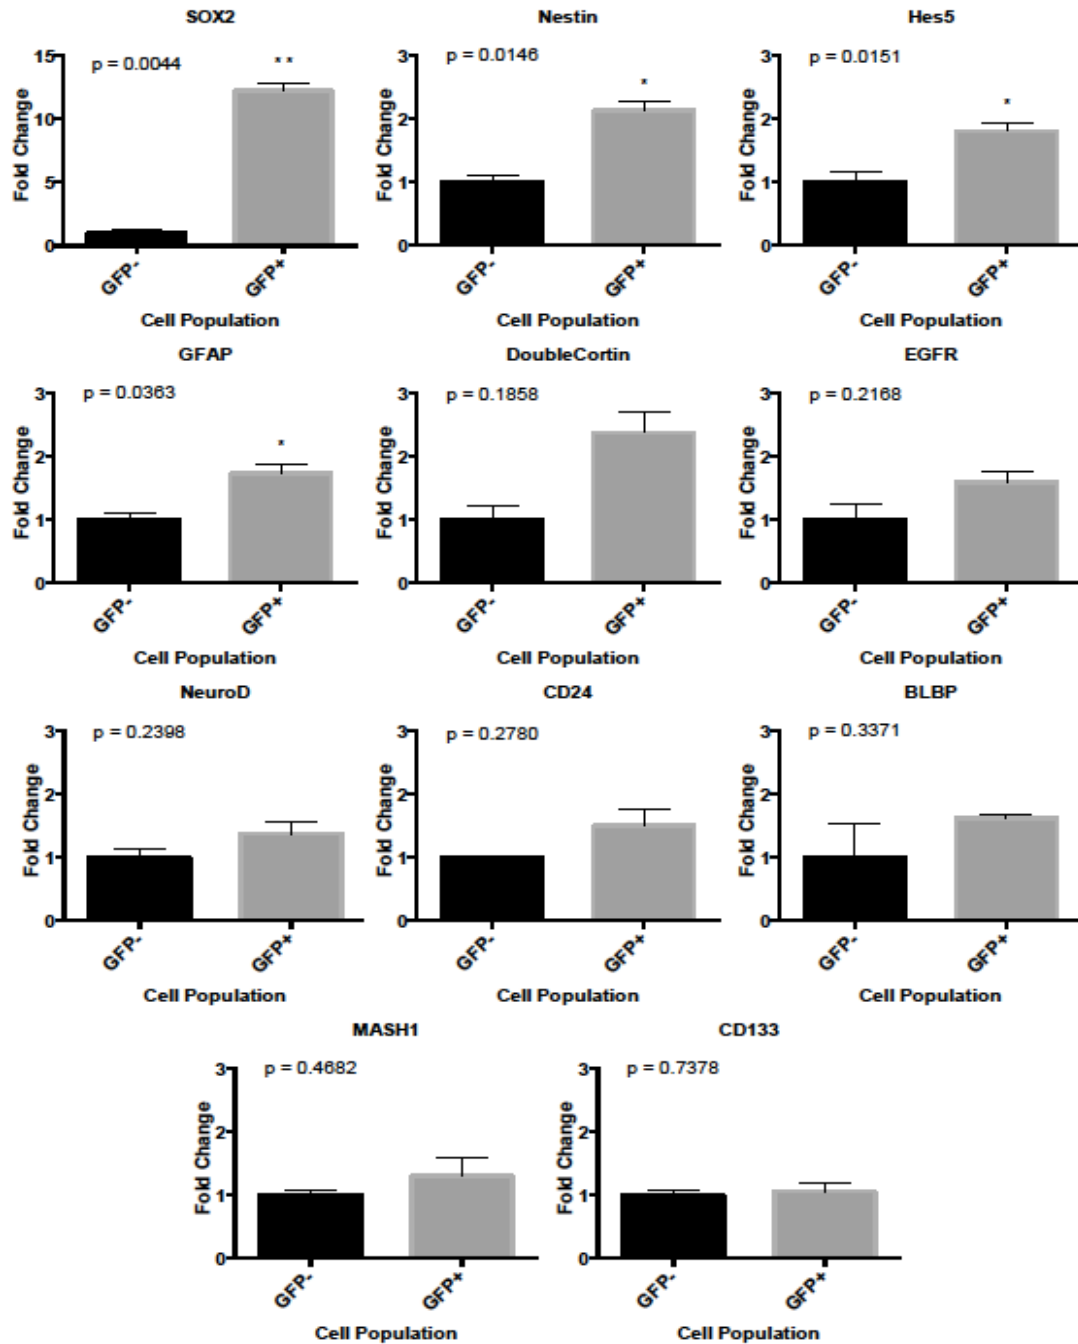 SOX2
p = 0.0044
**
Fold Change
15
10
5
0
GFP-
GFP+
Cell Population
Nestin
p = 0.0146
*
Fold Change
3
2
1
0
GFP-
GFP+
Cell Population
Hes5
p = 0.0151
*
Fold Change
3
2
1
0
GFP-
GFP+
Cell Population
GFAP
p = 0.0363
*
Fold Change
3
2
1
0
GFP-
GFP+
Cell Population
DoubleCortin
p = 0.1858
Fold Change
3
2
1
0
GFP-
GFP+
Cell Population
EGFR
p = 0.2168
Fold Change
3
2
1
0
GFP-
GFP+
Cell Population
NeuroD
p = 0.2398
Fold Change
3
2
1
0
GFP-
GFP+
Cell Population
CD24
p = 0.2780
Fold Change
3
2
1
0
GFP-
GFP+
Cell Population
BLBP
p = 0.3371
Fold Change
3
2
1
0
GFP-
GFP+
Cell Population
MASH1
p = 0.4682
Fold Change
3
2
1
0
GFP-
GFP+
Cell Population
CD133
p = 0.7378
Fold Change
3
2
1
0
GFP-
GFP+
Cell Population